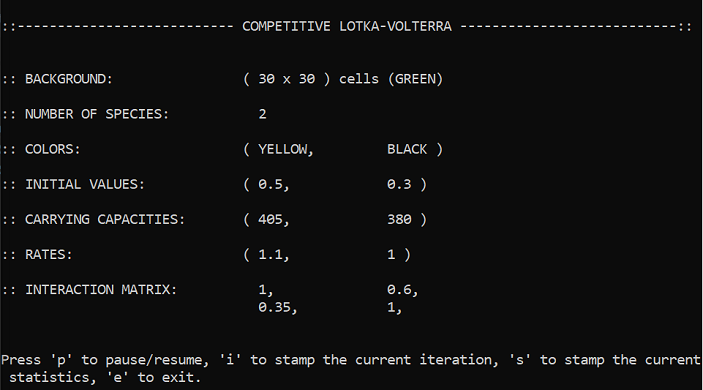 ::--------------------------- COMPETITIVE LOTKA-VOLTERRA ---------------------------::
:: BACKGROUND: ( 30 x 30 ) cells (GREEN)
:: NUMBER OF SPECIES: 2
:: COLORS: ( YELLOW, BLACK )
:: INITIAL VALUES: ( 0.5, 0.3 )
:: CARRYING CAPACITIES: ( 405, 380 )
:: RATES: ( 1.1, 1 )
:: INTERACTION MATRIX: 1, 0.6,
0.35, 1,
Press 'p' to pause/resume, 'i' to stamp the current iteration, 's' to stamp the current
statistics, 'e' to exit.